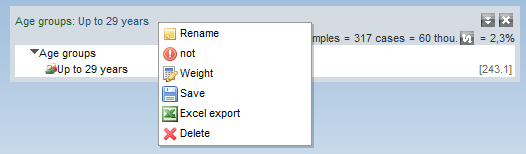 Age groups: Up to 29 years
Rename
mples = 317 cases = 60 thou. = 2,3%
not
Age groups
Up to 29 years
[243.1]
Weight
Save
Excel export
Delete